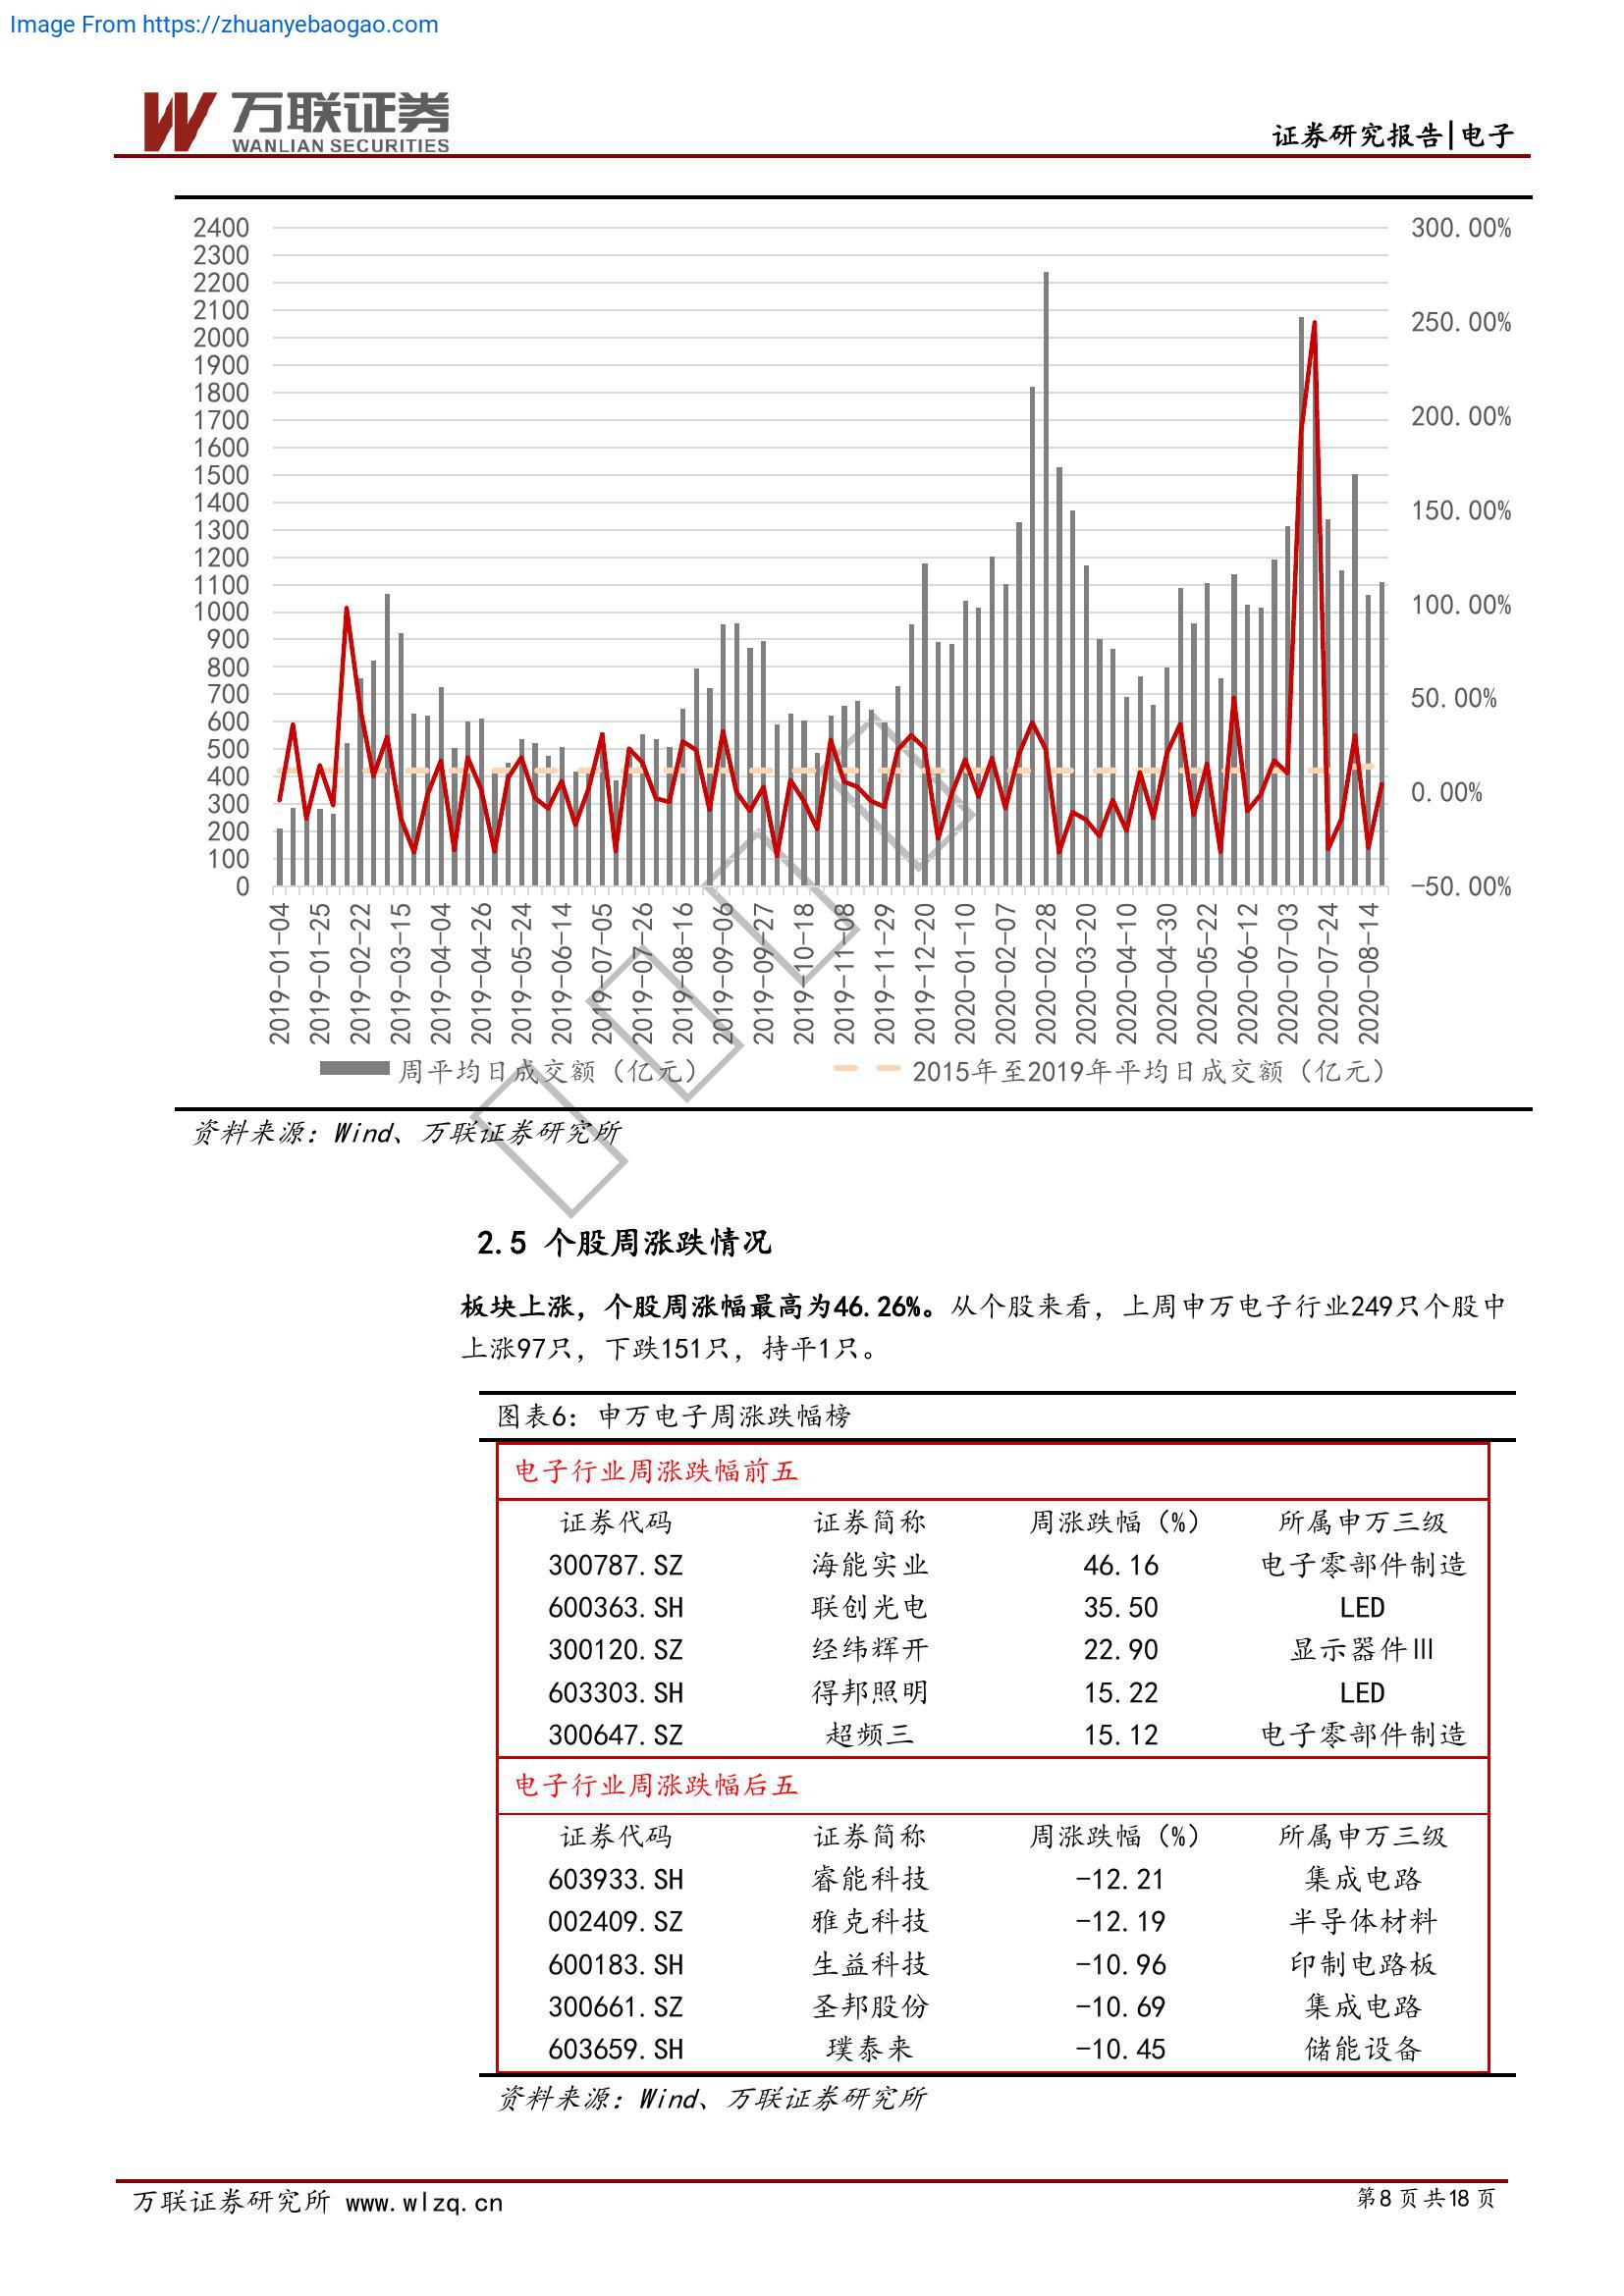 Image From https://zhuanyebaogao.com
万联证券
WANLIAN SECURITIES
证券研究报告|电子
2400 300.00%
2300
2200
2100 250.00%
2000
1900
1800
1700 200.00%
1600
1500
1400 150.00%
1300
1200
1100
1000 100.00%
900
800
700 50.00%
600
500
400
300 0.00%
200
100
0 -50.00%
2019-01-04
2019-01-25
2019-02-22
2019-03-15
2019-04-04
2019-04-26
2019-05-24
2019-06-14
2019-07-05
2019-07-26
2019-08-16
2019-09-06
2019-09-27
2019-10-18
2019-11-08
2019-11-29
2019-12-20
2020-01-10
2020-02-07
2020-02-28
2020-03-20
2020-04-10
2020-04-30
2020-05-22
2020-06-12
2020-07-03
2020-07-24
2020-08-14
周平均日成交额（亿元） 2015年至2019年平均日成交额（亿元）
资料来源：Wind、万联证券研究所
2.5 个股周涨跌情况
板块上涨，个股周涨幅最高为46.26%。从个股来看，上周申万电子行业249只个股中
上涨97只，下跌151只，持平1只。
图表6：申万电子周涨跌幅榜
电子行业周涨跌幅前五
证券代码 证券简称 周涨跌幅（%） 所属申万三级
300787.SZ 海能实业 46.16 电子零部件制造
600363.SH 联创光电 35.50 LED
300120.SZ 经纬辉开 22.90 显示器件Ⅲ
603303.SH 得邦照明 15.22 LED
300647.SZ 超频三 15.12 电子零部件制造
电子行业周涨跌幅后五
证券代码 证券简称 周涨跌幅（%） 所属申万三级
603933.SH 睿能科技 -12.21 集成电路
002409.SZ 雅克科技 -12.19 半导体材料
600183.SH 生益科技 -10.96 印制电路板
300661.SZ 圣邦股份 -10.69 集成电路
603659.SH 璞泰来 -10.45 储能设备
资料来源：Wind、万联证券研究所
万联证券研究所 www.wlzq.cn 第8页共18页